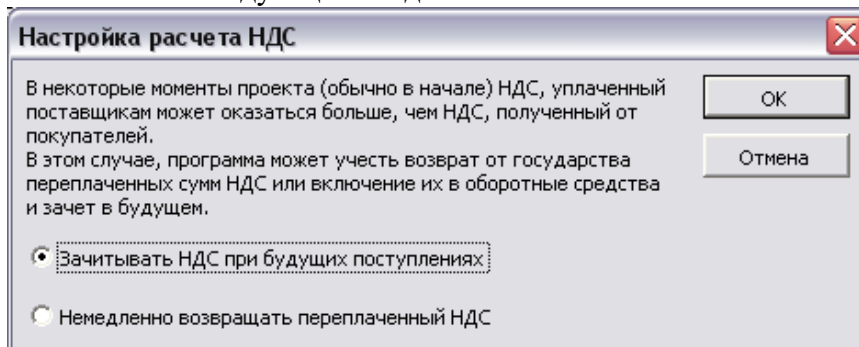 Настройка расчета НДС
В некоторые моменты проекта (обычно в начале) НДС, уплаченный
поставщикам может оказаться больше, чем НДС, полученный от
покупателей.
В этом случае, программа может учесть возврат от государства
переплаченных сумм НДС или включение их в оборотные средства
и зачет в будущем.
ОК
Отмена
Зачитывать НДС при будущих поступлениях
Немедленно возвращать переплаченный НДС